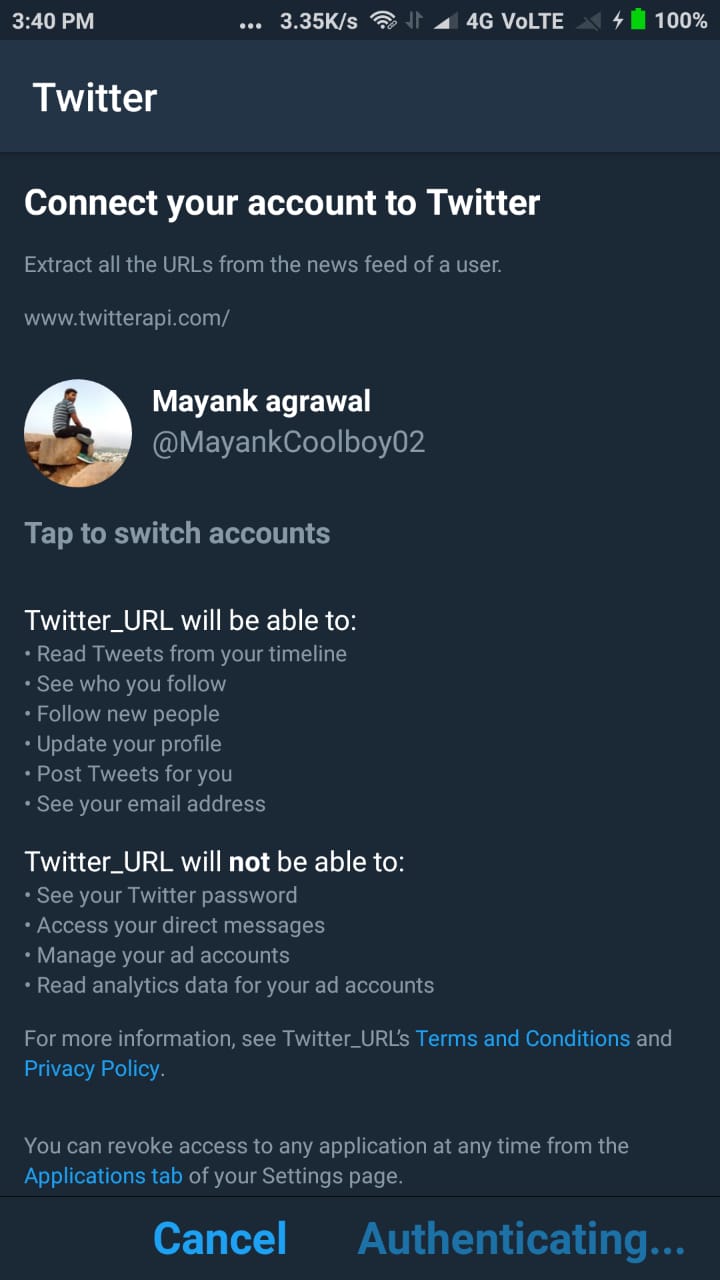 3:40 PM ... 3.35K/s 4G VoLTE 100%
Twitter
Connect your account to Twitter
Extract all the URLs from the news feed of a user.
www.twitterapi.com/
Mayank agrawal
@MayankCoolboy02
Tap to switch accounts
Twitter_URL will be able to:
• Read Tweets from your timeline
• See who you follow
• Follow new people
• Update your profile
• Post Tweets for you
• See your email address
Twitter_URL will not be able to:
• See your Twitter password
• Access your direct messages
• Manage your ad accounts
• Read analytics data for your ad accounts
For more information, see Twitter_URL's Terms and Conditions and
Privacy Policy.
You can revoke access to any application at any time from the
Applications tab of your Settings page.
Cancel Authenticating...